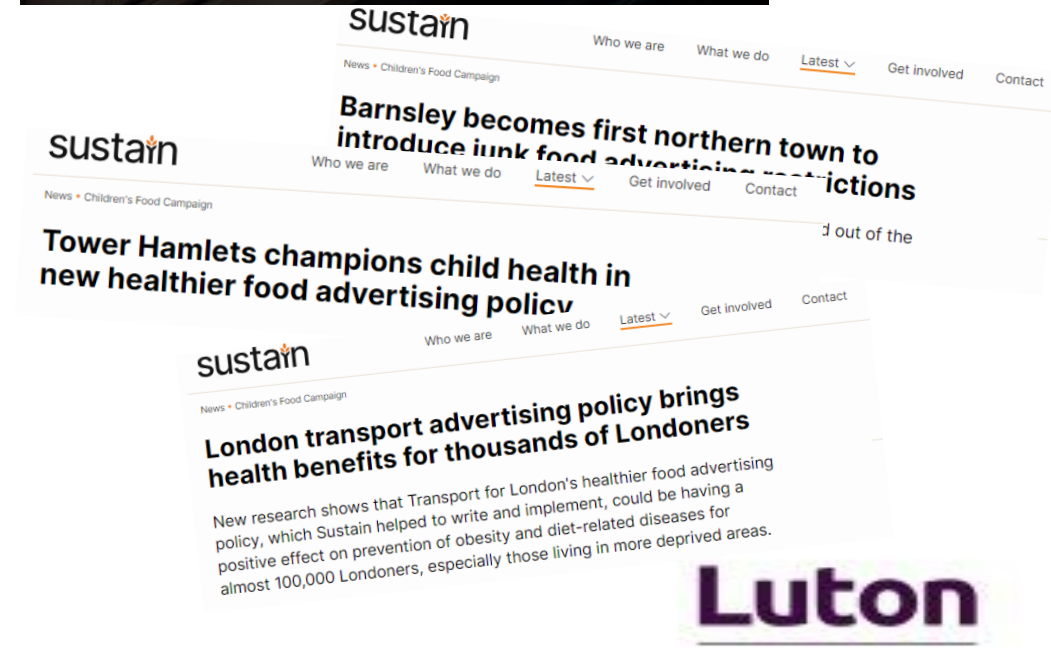 sustain
Who we are What we do Latest Get involved Contact
News • Children's Food Campaign
Barnsley becomes first northern town to
introduce junk food advertising restrictions
out of the
sustain
Who we are What we do Latest Get involved Contact
News • Children's Food Campaign
Tower Hamlets champions child health in
new healthier food advertising policy
sustain
Who we are What we do Latest Get involved Contact
News • Children's Food Campaign
London transport advertising policy brings
health benefits for thousands of Londoners
New research shows that Transport for London's healthier food advertising
policy, which Sustain helped to write and implement, could be having a
positive effect on prevention of obesity and diet-related diseases for
almost 100,000 Londoners, especially those living in more deprived areas.
Luton